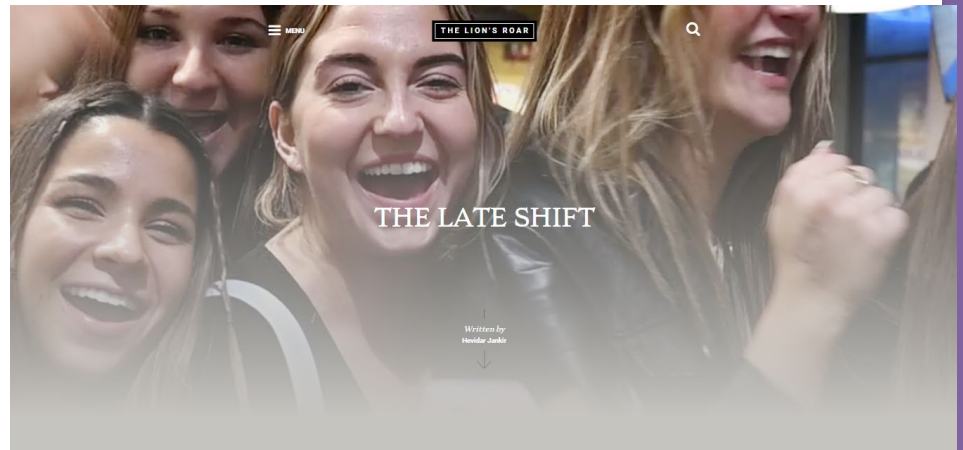 MENU
THE LION'S ROAR
THE LATE SHIFT
Written by
Hevidar Jankir